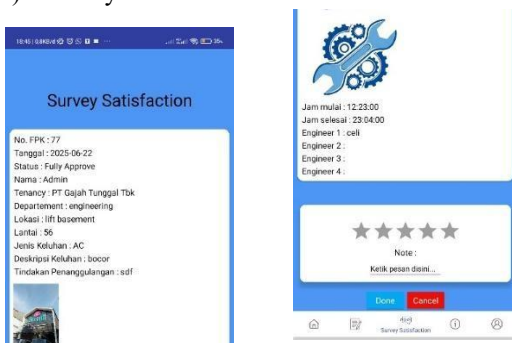 Survey Satisfaction
No. FPK : 77
Tanggal : 2025-06-22
Status : Fully Approve
Nama : Admin
Tenancy : PT Gajah Tunggal Tbk
Departement : engineering
Lokasi : lift basement
Lantai : 56
Jenis Keluhan : AC
Deskripsi Keluhan : bocor
Tindakan Penanggulangan : sdf
Jam mulai : 12:23:00
Jam selesai : 23:04:00
Engineer 1 : celi
Engineer 2 :
Engineer 3 :
Engineer 4 :
Note :
Ketik pesan disini...
Done Cancel
Survey Satisfaction